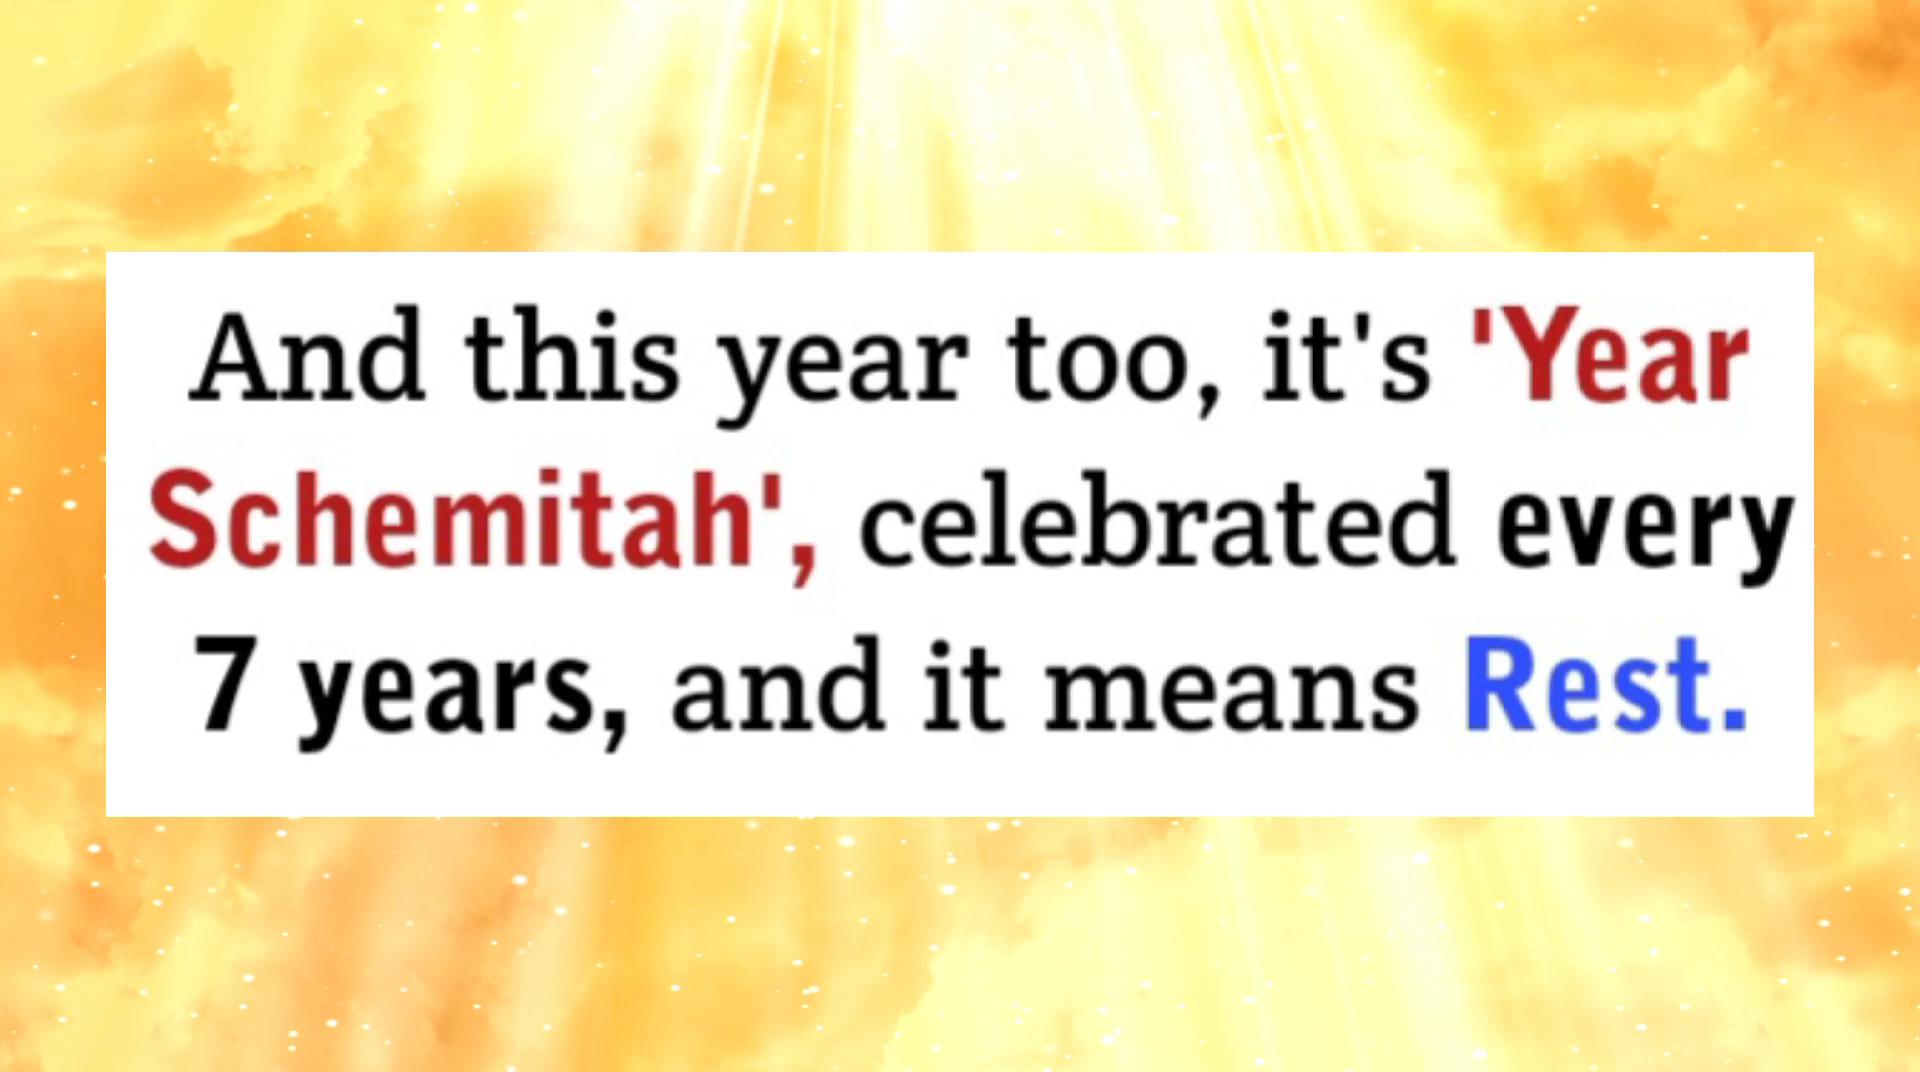 And this year too, it's 'Year
Schemitah', celebrated every
7 years, and it means Rest.